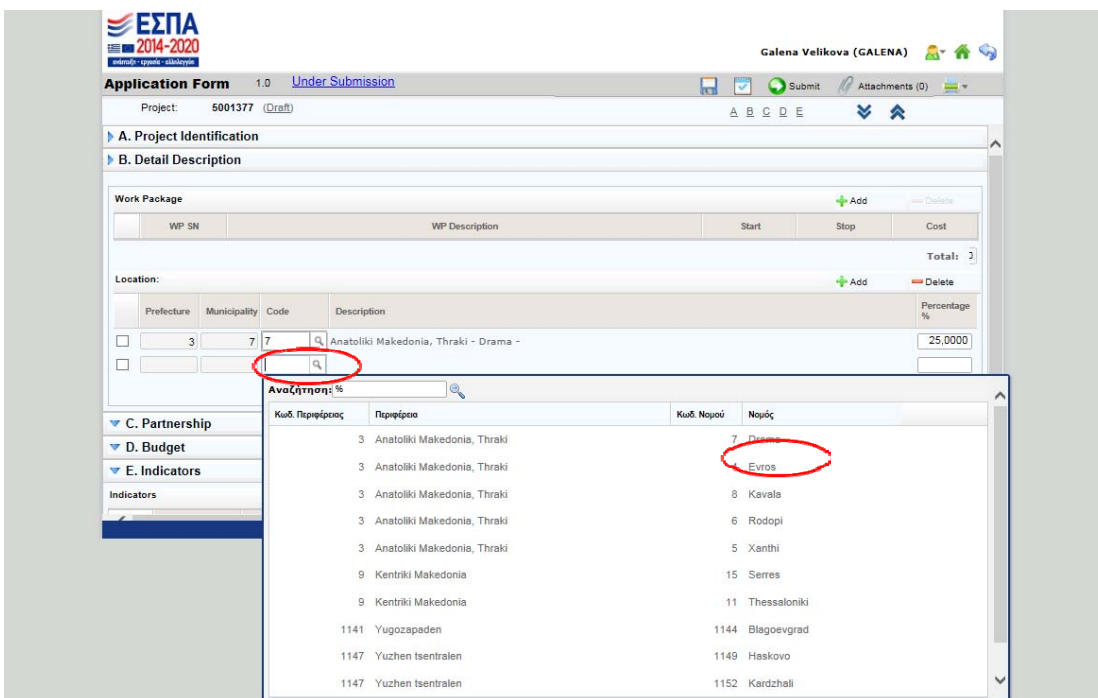 ΕΣΠΑ
2014-2020
ανάπτυξη - εργασία - αλληλεγγύη
Galena Velikova (GALENA)
Application Form 1.0 Under Submission Submit Attachments (0)
Project: 5001377 (Draft) A B C D E
A. Project Identification
B. Detail Description
Work Package Add Delete
WP SN WP Description Start Stop Cost
Total:
Location: Add Delete
Prefecture Municipality Code Description Percentage %
3 7 7 Anatoliki Makedonia, Thraki - Drama - 25,0000
Αναζήτηση: %
Κωδ. Περιφέρειας Περιφέρεια Κωδ. Νομού Νομός
C. Partnership
D. Budget
E. Indicators
Indicators
3 Anatoliki Makedonia, Thraki 7 Drama
3 Anatoliki Makedonia, Thraki Evros
3 Anatoliki Makedonia, Thraki 8 Kavala
3 Anatoliki Makedonia, Thraki 6 Rodopi
3 Anatoliki Makedonia, Thraki 5 Xanthi
9 Kentriki Makedonia 15 Serres
9 Kentriki Makedonia 11 Thessaloniki
1141 Yugozapaden 1144 Blagoevgrad
1147 Yuzhen tsentralen 1149 Haskovo
1147 Yuzhen tsentralen 1152 Kardzhali